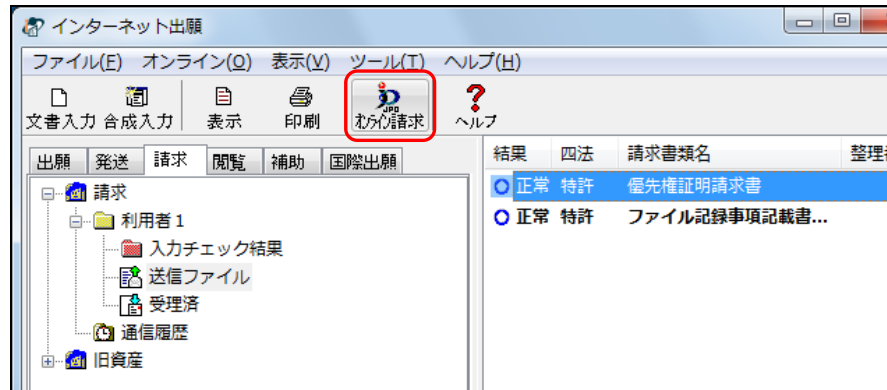 インターネット出願
ファイル(F) オンライン(O) 表示(V) ツール(T) ヘルプ(H)
文書入力 合成入力 表示 印刷 オンライン請求 ヘルプ
出願 発送 請求 閲覧 補助 国際出願
結果 四法 請求書類名
請求
正常 特許 優先権証明請求書
利用者1
正常 特許 ファイル記録事項記載書...
入力チェック結果
送信ファイル
受理済
通信履歴
旧資産